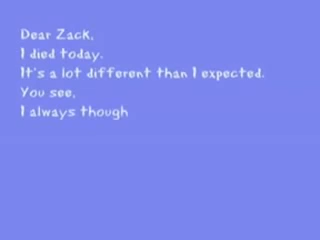 Dear Zack,
I died today.
It's a lot different than I expected.
You see,
I always though